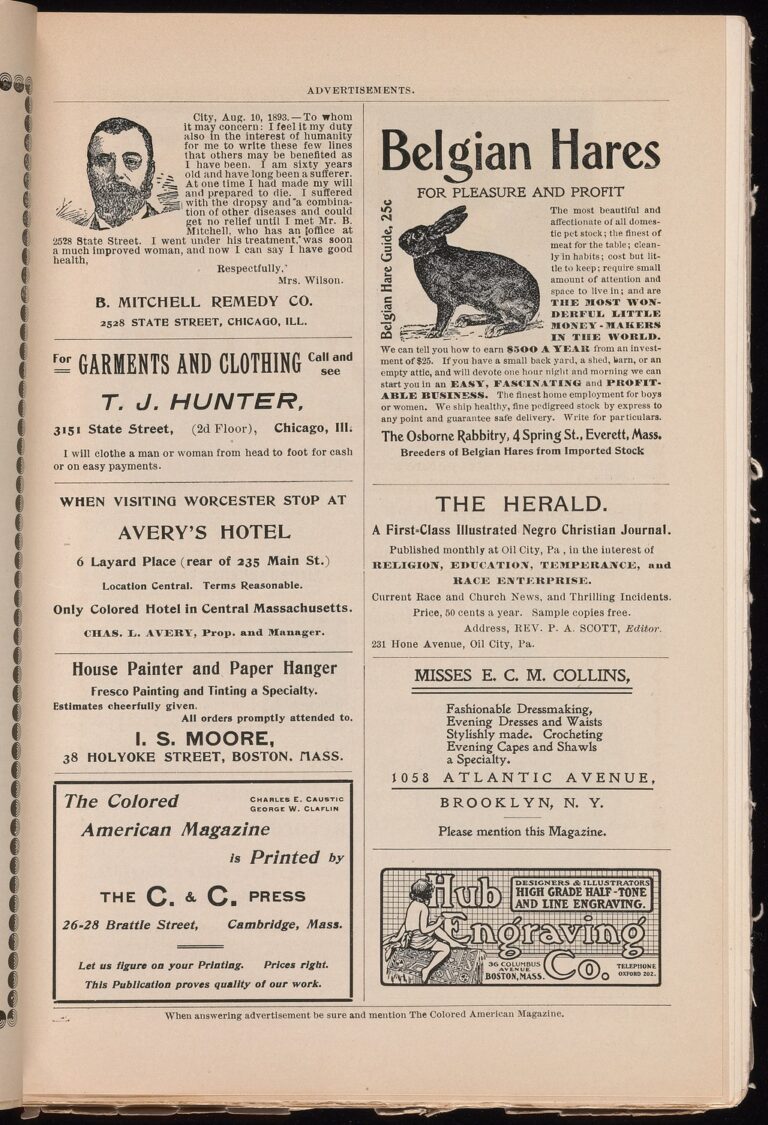 ADVERTISEMENTS.
City, Aug. 10, 1893.—To whom
it may concern: I feel it my duty
also in the interest of humanity
for me to write these few lines
that others may be benefited as
I have been. I am sixty years
old and have long been a sufferer.
At one time I had made my will
and prepared to die. I suffered
with the dropsy and a combina-
tion of other diseases and could
get no relief until I met Mr. B.
Mitchell, who has an office at
2528 State Street. I went under his treatment, was soon
a much improved woman, and now I can say I have good
health,
Respectfully,
Mrs. Wilson.
B. MITCHELL REMEDY CO.
2528 STATE STREET, CHICAGO, ILL.
For GARMENTS AND CLOTHING Call and
see
T. J. HUNTER,
3151 State Street, (2d Floor), Chicago, Ill.
I will clothe a man or woman from head to foot for cash
or on easy payments.
WHEN VISITING WORCESTER STOP AT
AVERY'S HOTEL
6 Layard Place (rear of 235 Main St.)
Location Central. Terms Reasonable.
Only Colored Hotel in Central Massachusetts.
CHAS. L. AVERY, Prop. and Manager.
House Painter and Paper Hanger
Fresco Painting and Tinting a Specialty.
Estimates cheerfully given.
All orders promptly attended to.
I. S. MOORE,
38 HOLYOKE STREET, BOSTON, MASS.
The Colored
CHARLES E. CAUSTIC
GEORGE W. CLAFLIN
American Magazine
is Printed by
THE C. & C. PRESS
26-28 Brattle Street, Cambridge, Mass.
Let us figure on your Printing. Prices right.
This Publication proves quality of our work.
Belgian Hares
FOR PLEASURE AND PROFIT
Belgian Hare Guide, 25c
The most beautiful and
affectionate of all domes-
tic pet stock; the finest of
meat for the table; clean-
ly in habits; cost but lit-
tle to keep; require small
amount of attention and
space to live in; and are
THE MOST WON-
DERFUL LITTLE
MONEY-MAKERS
IN THE WORLD.
We can tell you how to earn $500 A YEAR from an invest-
ment of $25. If you have a small back yard, a shed, barn, or an
empty attic, and will devote one hour night and morning we can
start you in an EASY, FASCINATING and PROFIT-
ABLE BUSINESS. The finest home employment for boys
or women. We ship healthy, fine pedigreed stock by express to
any point and guarantee safe delivery. Write for particulars.
The Osborne Rabbitry, 4 Spring St., Everett, Mass.
Breeders of Belgian Hares from Imported Stock
THE HERALD.
A First-Class Illustrated Negro Christian Journal.
Published monthly at Oil City, Pa , in the interest of
RELIGION, EDUCATION, TEMPERANCE, and
RACE ENTERPRISE.
Current Race and Church News, and Thrilling Incidents.
Price, 50 cents a year. Sample copies free.
Address, REV. P. A. SCOTT, Editor.
231 Hone Avenue, Oil City, Pa.
MISSES E. C. M. COLLINS,
Fashionable Dressmaking,
Evening Dresses and Waists
Stylishly made. Crocheting
Evening Capes and Shawls
a Specialty.
1058 ATLANTIC AVENUE,
BROOKLYN, N. Y.
Please mention this Magazine.
Hub
DESIGNERS & ILLUSTRATORS
HIGH GRADE HALF-TONE
AND LINE ENGRAVING.
Engraving
Co.
36 COLUMBUS
AVENUE
BOSTON, MASS.
TELEPHONE
OXFORD 202.
When answering advertisement be sure and mention The Colored American Magazine.